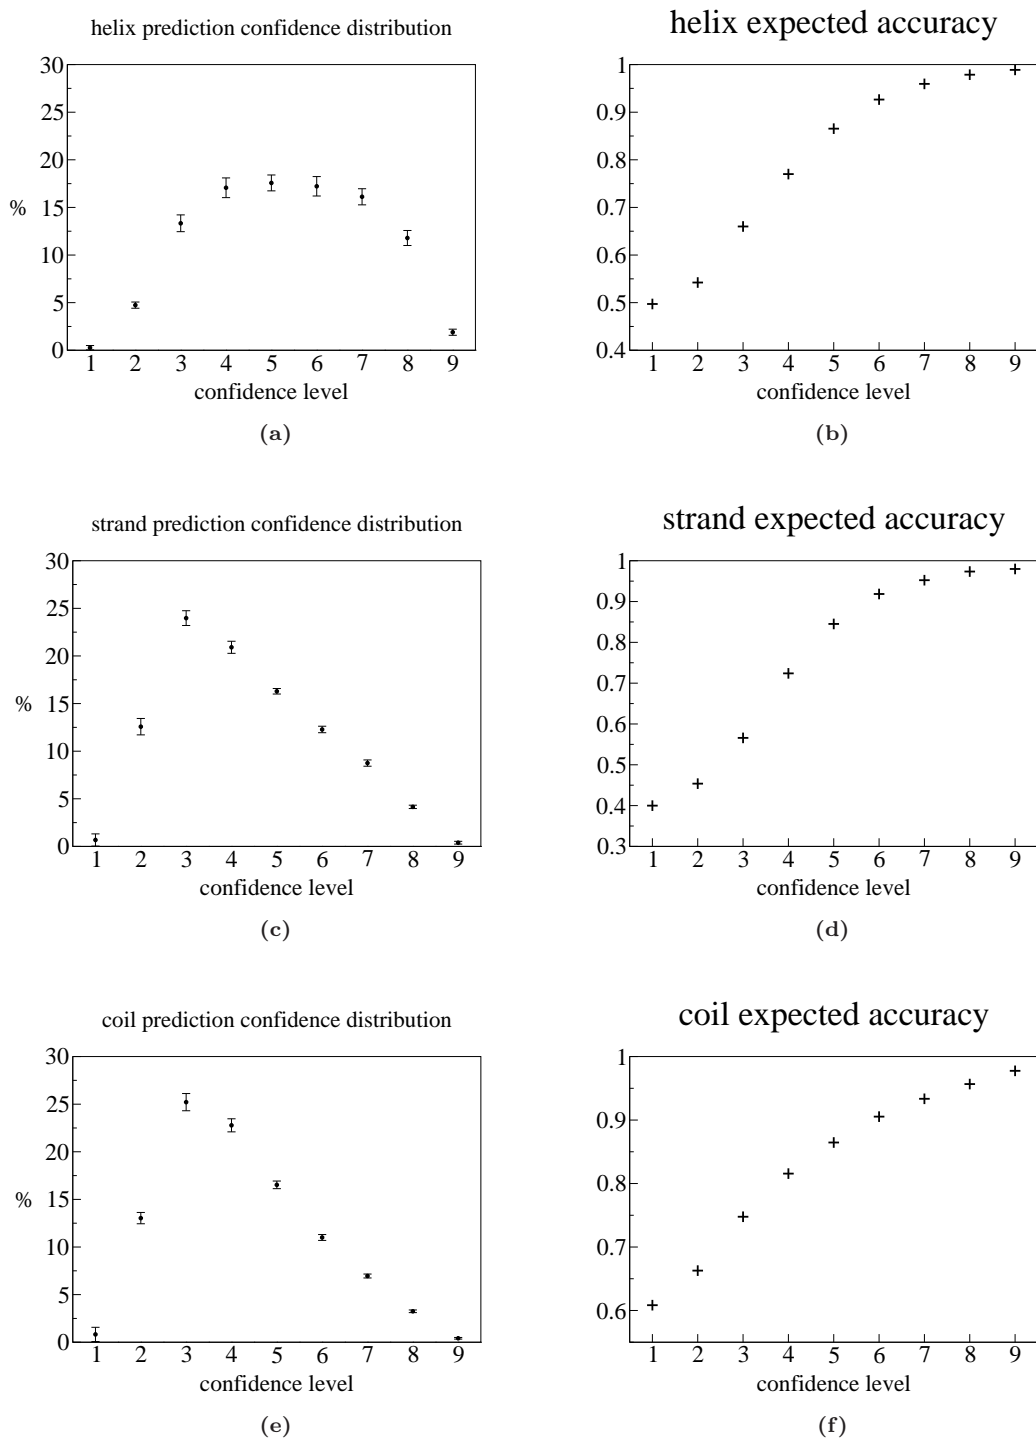 helix prediction confidence distribution
30
25
20
15
10
5
0
%
1 2 3 4 5 6 7 8 9
confidence level
(a)
helix expected accuracy
1
0.9
0.8
0.7
0.6
0.5
0.4
1 2 3 4 5 6 7 8 9
confidence level
(b)
strand prediction confidence distribution
30
25
20
15
10
5
0
%
1 2 3 4 5 6 7 8 9
confidence level
(c)
strand expected accuracy
1
0.9
0.8
0.7
0.6
0.5
0.4
0.3
1 2 3 4 5 6 7 8 9
confidence level
(d)
coil prediction confidence distribution
30
25
20
15
10
5
0
%
1 2 3 4 5 6 7 8 9
confidence level
(e)
coil expected accuracy
1
0.9
0.8
0.7
0.6
1 2 3 4 5 6 7 8 9
confidence level
(f)